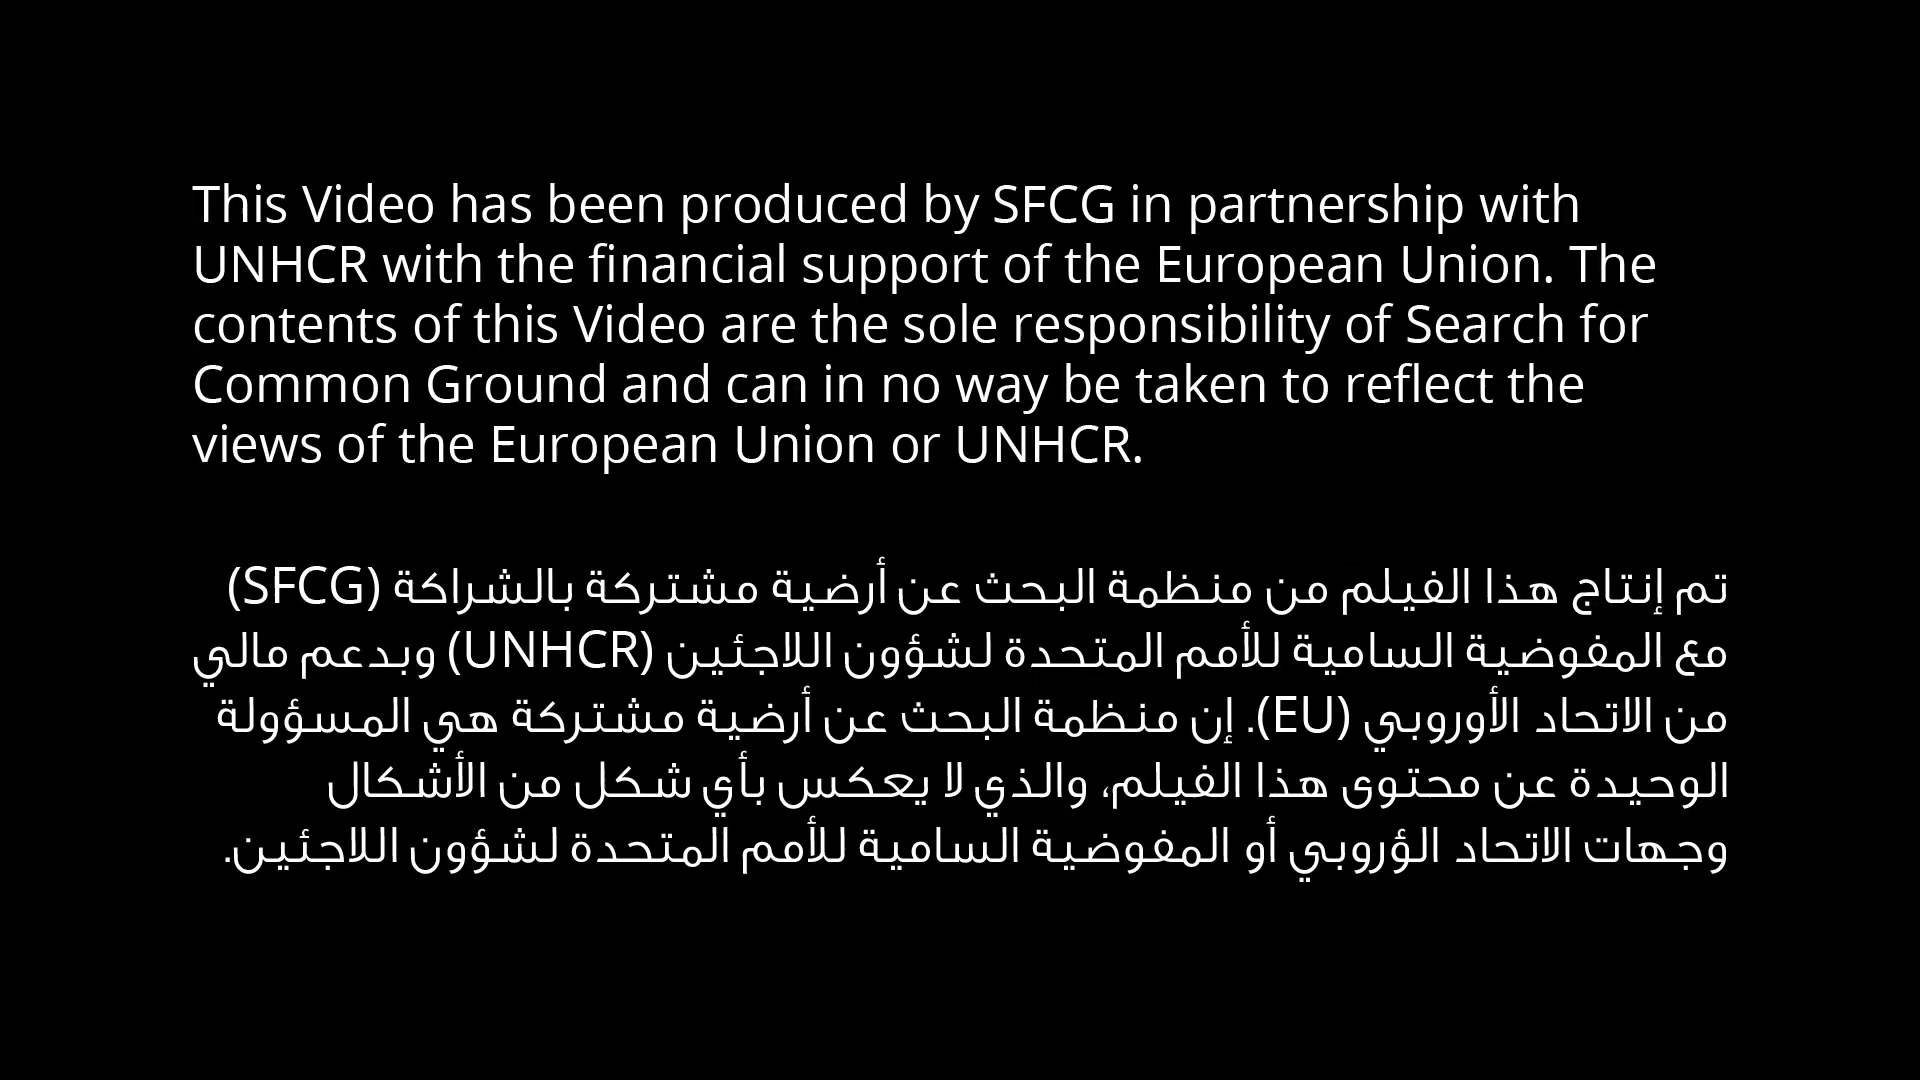 This Video has been produced by SFCG in partnership with
UNHCR with the financial support of the European Union. The
contents of this Video are the sole responsibility of Search for
Common Ground and can in no way be taken to reflect the
views of the European Union or UNHCR.
تم إنتاج هذا الفيلم من منظمة البحث عن أرضية مشتركة بالشراكة (SFCG)
مع المفوضية السامية للأمم المتحدة لشؤون اللاجئين (UNHCR) وبدعم مالي
من الاتحاد الأوروبي (EU). إن منظمة البحث عن أرضية مشتركة هي المسؤولة
الوحيدة عن محتوى هذا الفيلم، والذي لا يعكس بأي شكل من الأشكال
وجهات الاتحاد الؤروبي أو المفوضية السامية للأمم المتحدة لشؤون اللاجئين.